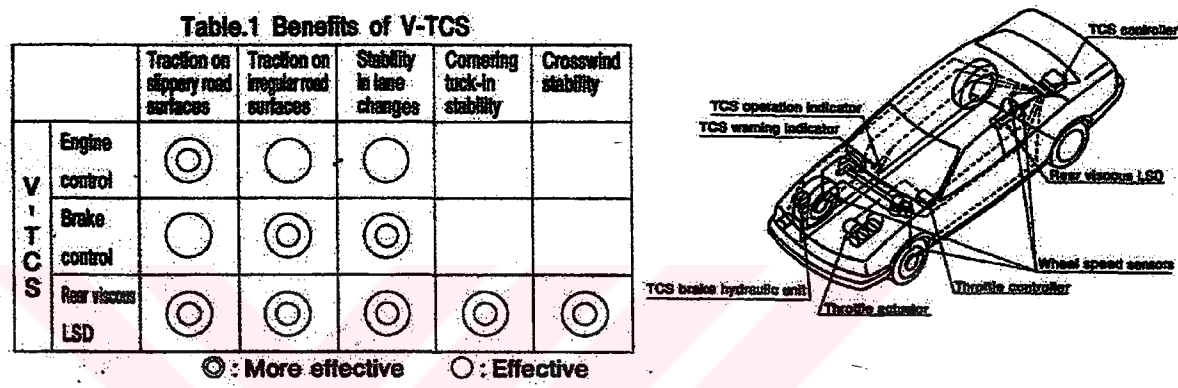 Table.1 Benefits of V-TCS
Traction on
slippery road
surfaces
Traction on
irregular road
surfaces
Stability
in lane
changes
Cornering
tuck-in
stability
Crosswind
stability
V-TCS
Engine
control
Brake
control
Rear viscous
LSD
◎ : More effective ○ : Effective
TCS controller
TCS operation indicator
TCS warning indicator
Rear viscous LSD
Wheel speed sensors
Throttle controller
TCS brake hydraulic unit
Throttle actuator